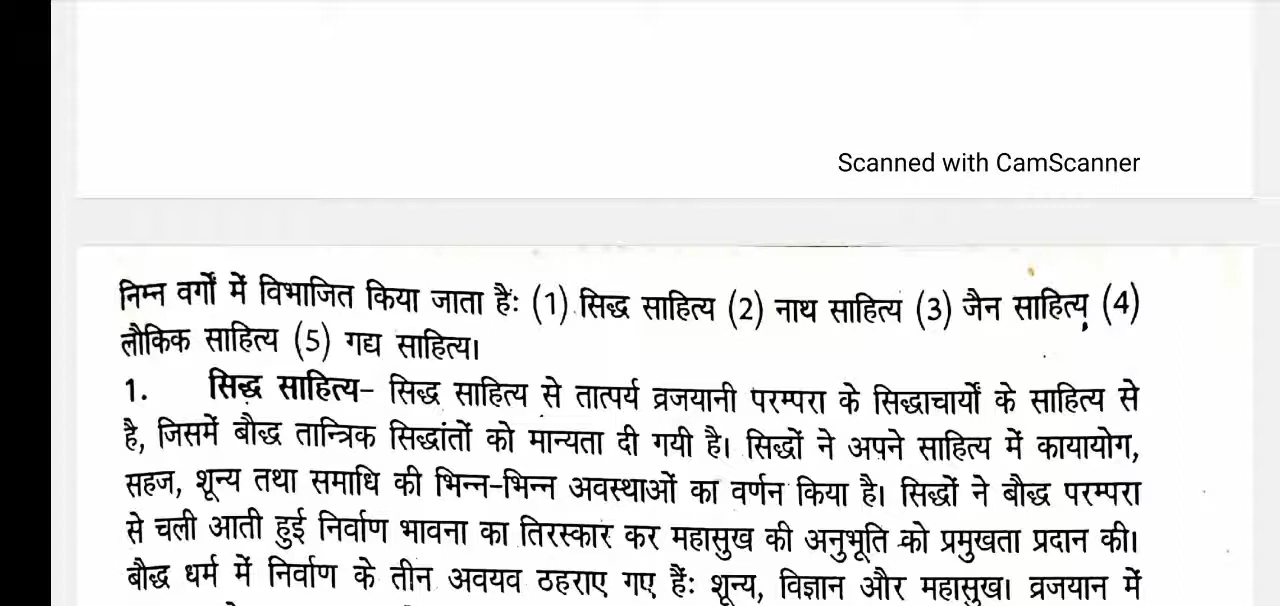 Scanned with CamScanner
निम्न वर्गों में विभाजित किया जाता हैः (1) सिद्ध साहित्य (2) नाथ साहित्य (3) जैन साहित्य (4)
लौकिक साहित्य (5) गद्य साहित्य।
1. सिद्ध साहित्य– सिद्ध साहित्य से तात्पर्य व्रजयानी परम्परा के सिद्धाचार्यों के साहित्य से
है, जिसमें बौद्ध तान्त्रिक सिद्धांतों को मान्यता दी गयी है। सिद्धों ने अपने साहित्य में कायायोग,
सहज, शून्य तथा समाधि की भिन्न-भिन्न अवस्थाओं का वर्णन किया है। सिद्धों ने बौद्ध परम्परा
से चली आती हुई निर्वाण भावना का तिरस्कार कर महासुख की अनुभूति को प्रमुखता प्रदान की।
बौद्ध धर्म में निर्वाण के तीन अवयव ठहराए गए हैंः शून्य, विज्ञान और महासुख। व्रजयान में